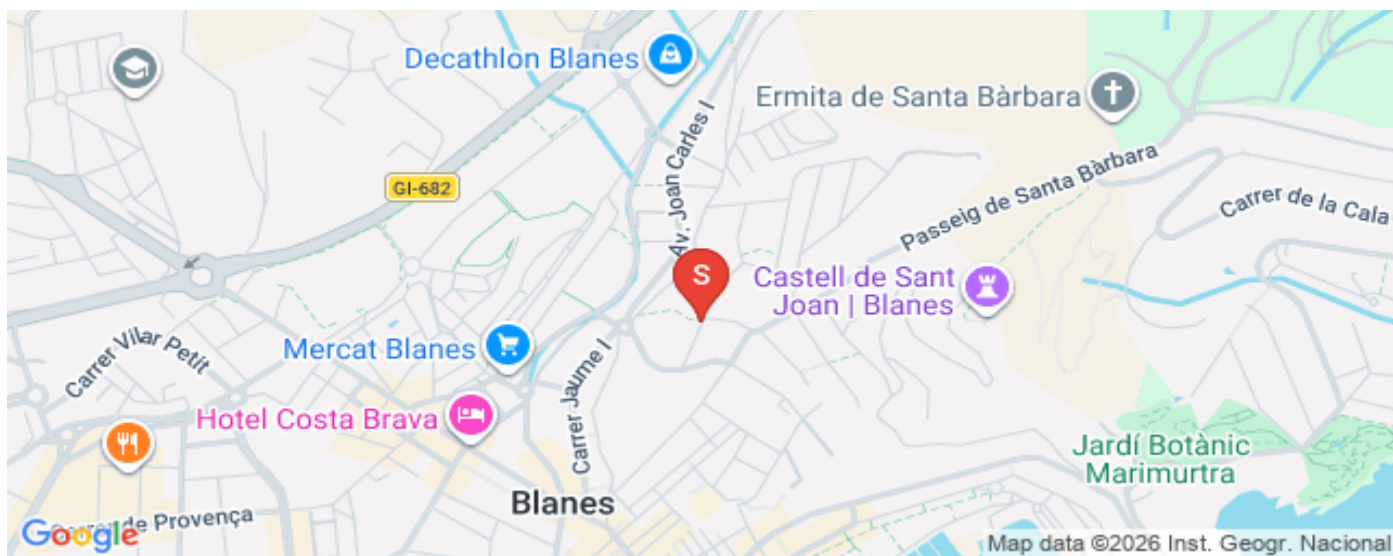 Decathlon Blanes
Ermita de Santa Bàrbara
Av. Joan Carles I
GI-682
Passeig de Santa Bàrbara
Carrer de la Cala
S
Castell de Sant
Joan | Blanes
Carrer Vilar Petit
Mercat Blanes
Carrer Jaume I
Hotel Costa Brava
Jardí Botànic
Marimurtra
Blanes
Carrer de Provença
Google
Map data ©2026 Inst. Geogr. Nacional